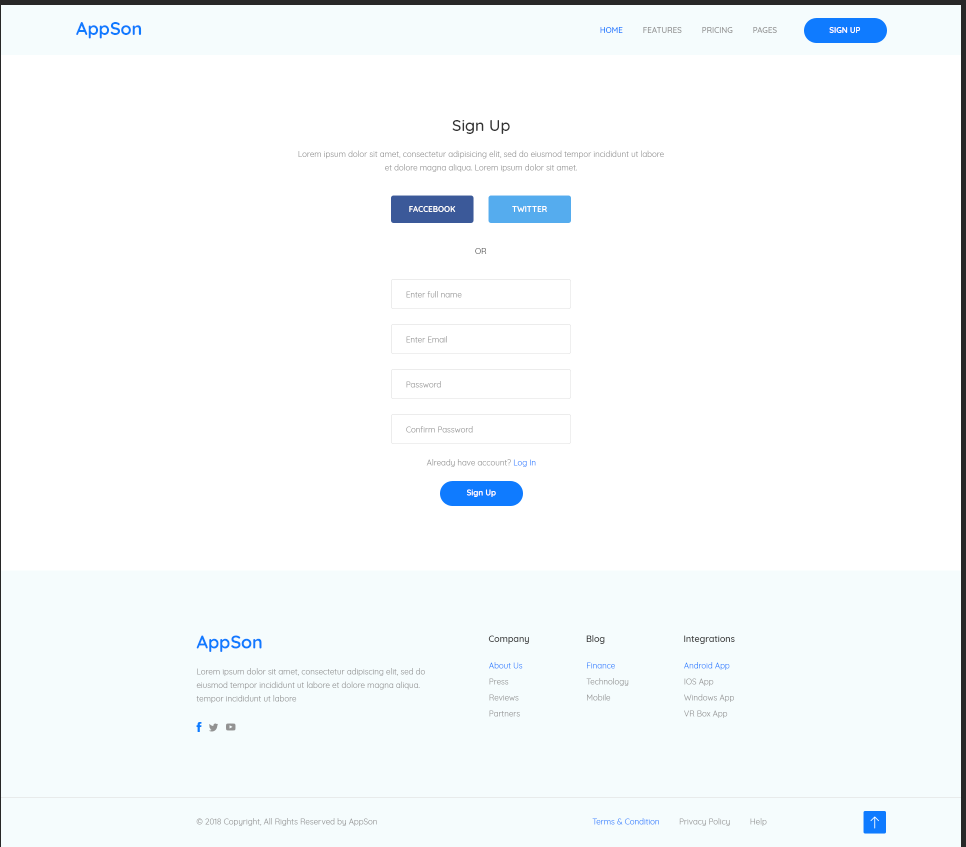 AppSon
HOME FEATURES PRICING PAGES SIGN UP
Sign Up
Lorem ipsum dolor sit amet, consectetur adipisicing elit, sed do eiusmod tempor incididunt ut labore
et dolore magna aliqua. Lorem ipsum dolor sit amet.
FACCEBOOK TWITTER
OR
Enter full name
Enter Email
Password
Confirm Password
Already have account? Log In
Sign Up
AppSon
Lorem ipsum dolor sit amet, consectetur adipisicing elit, sed do
eiusmod tempor incididunt ut labore et dolore magna aliqua.
tempor incididunt ut labore
Company
About Us
Press
Reviews
Partners
Blog
Finance
Technology
Mobile
Integrations
Android App
IOS App
Windows App
VR Box App
© 2018 Copyright, All Rights Reserved by AppSon
Terms & Condition Privacy Policy Help